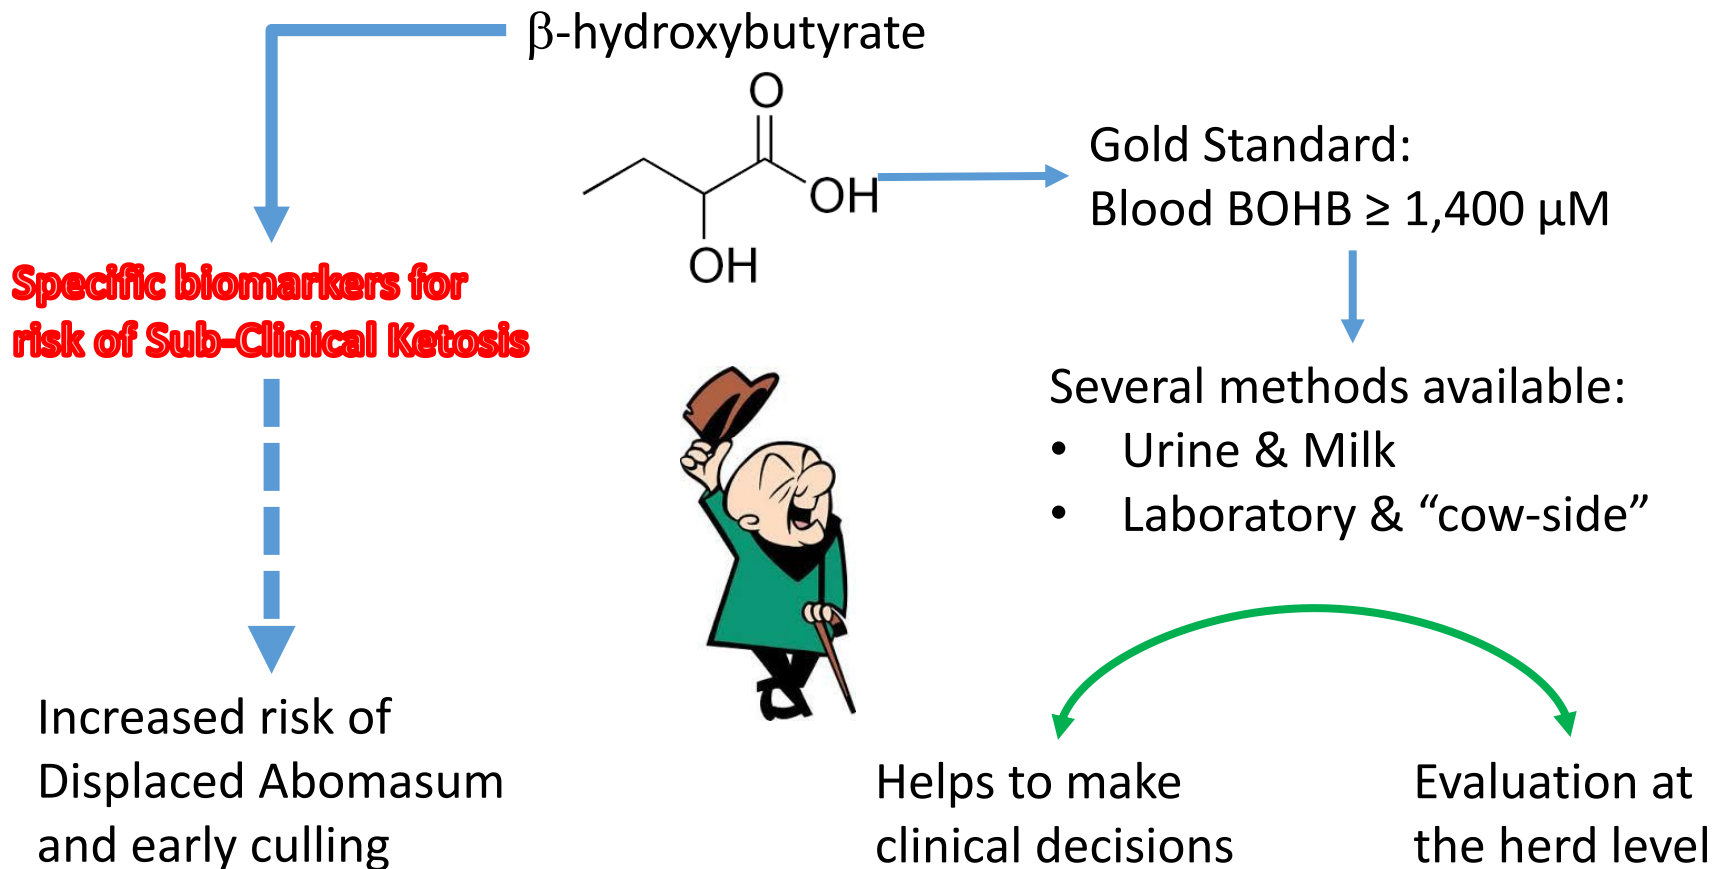 β-hydroxybutyrate
O
OH
OH
Gold Standard:
Blood BOHB ≥ 1,400 µM
Specific biomarkers for
risk of Sub-Clinical Ketosis
Several methods available:
• Urine & Milk
• Laboratory & “cow-side”
Increased risk of
Displaced Abomasum
and early culling
Helps to make
clinical decisions
Evaluation at
the herd level